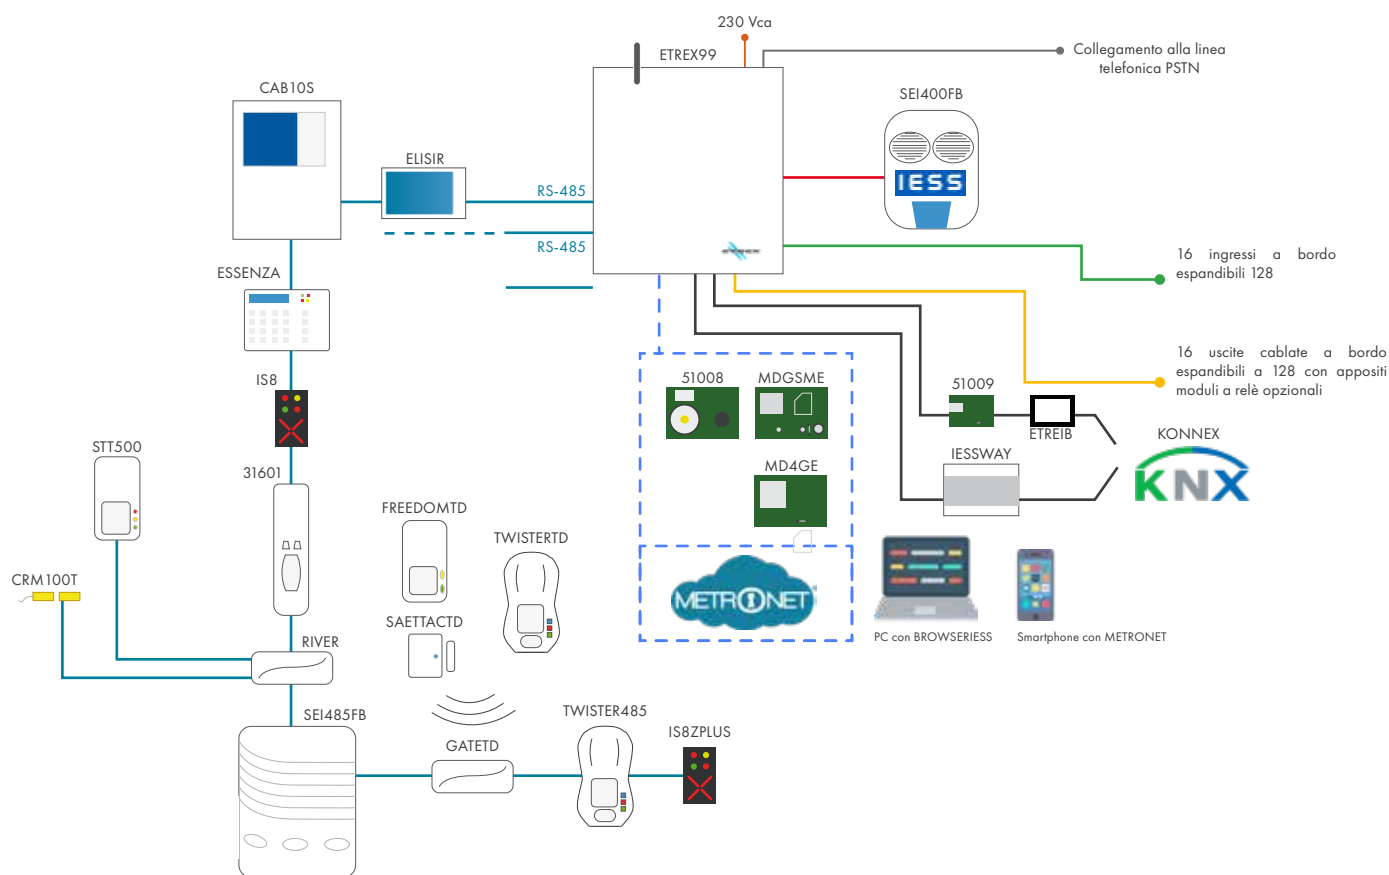 230 Vca
ETREX99
Collegamento alla linea
telefonica PSTN
CAB10S
SEI400FB
ELISIR
IESS
RS-485
RS-485
16 ingressi a bordo
espandibili 128
ESSENZA
16 uscite cablate a bordo
espandibili a 128 con appositi
moduli a relè opzionali
IS8
51008
MDGSME
51009
ETREIB
KONNEX
KNX
STT500
31601
MD4GE
IESSWAY
FREEDOMTD
TWISTERTD
CRM100T
METRONET
SAETTACTD
PC con BROWSERIESS
Smartphone con METRONET
RIVER
SEI485FB
TWISTER485
IS8ZPLUS
GATETD